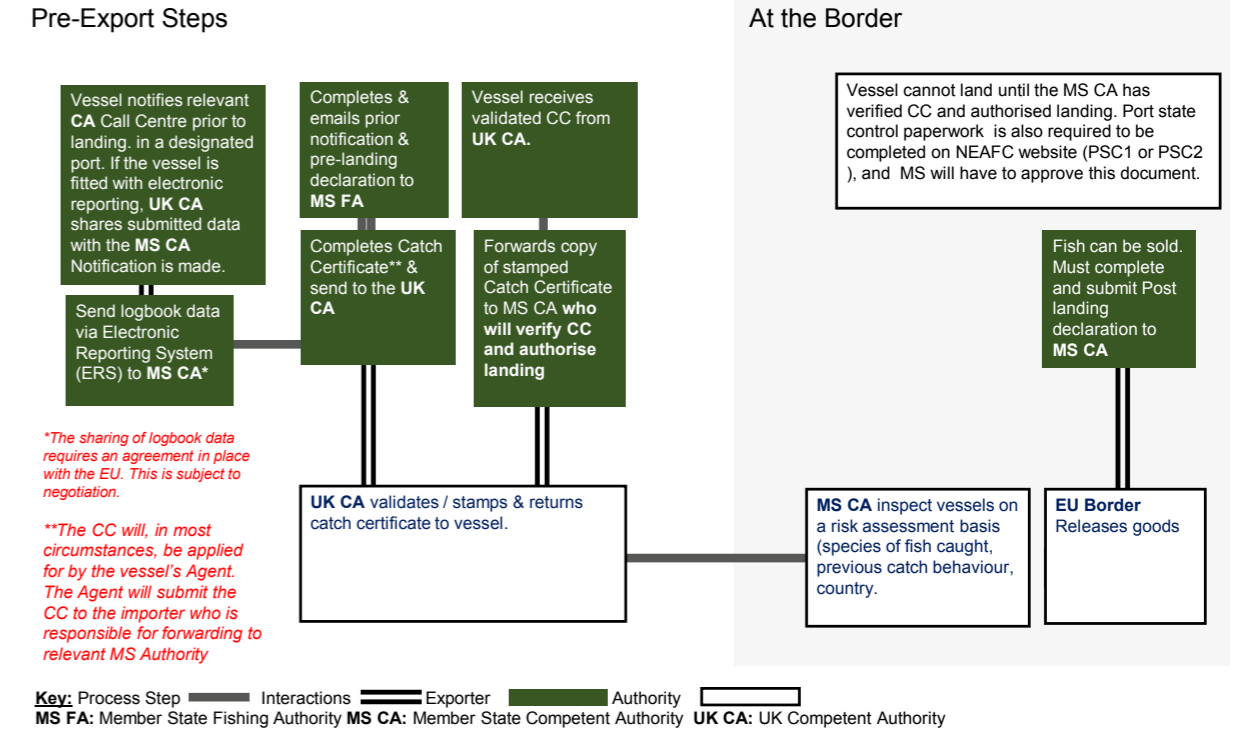 Pre-Export Steps
At the Border
Vessel notifies relevant
CA Call Centre prior to
landing. in a designated
port. If the vessel is
fitted with electronic
reporting, UK CA
shares submitted data
with the MS CA
Notification is made.
Send logbook data
via Electronic
Reporting System
(ERS) to MS CA*
Completes &
emails prior
notification &
pre-landing
declaration to
MS FA
Completes Catch
Certificate** &
send to the UK
CA
Vessel receives
validated CC from
UK CA.
Forwards copy
of stamped
Catch Certificate
to MS CA who
will verify CC
and authorise
landing
Vessel cannot land until the MS CA has
verified CC and authorised landing. Port state
control paperwork  is also required to be
completed on NEAFC website (PSC1 or PSC2
), and  MS will have to approve this document.
Fish can be sold.
Must complete
and submit Post
landing
declaration to
MS CA
*The sharing of logbook data
requires an agreement in place
with the EU. This is subject to
negotiation.
**The CC will, in most
circumstances, be applied
for by the vessel's Agent.
The Agent will submit the
CC to the importer who is
responsible for forwarding to
relevant MS Authority
UK CA validates / stamps & returns
catch certificate to vessel.
MS CA inspect vessels on
a risk assessment basis
(species of fish caught,
previous catch behaviour,
country.
EU Border
Releases goods
Key: Process Step Interactions Exporter Authority
MS FA: Member State Fishing Authority MS CA: Member State Competent Authority  UK CA: UK Competent Authority